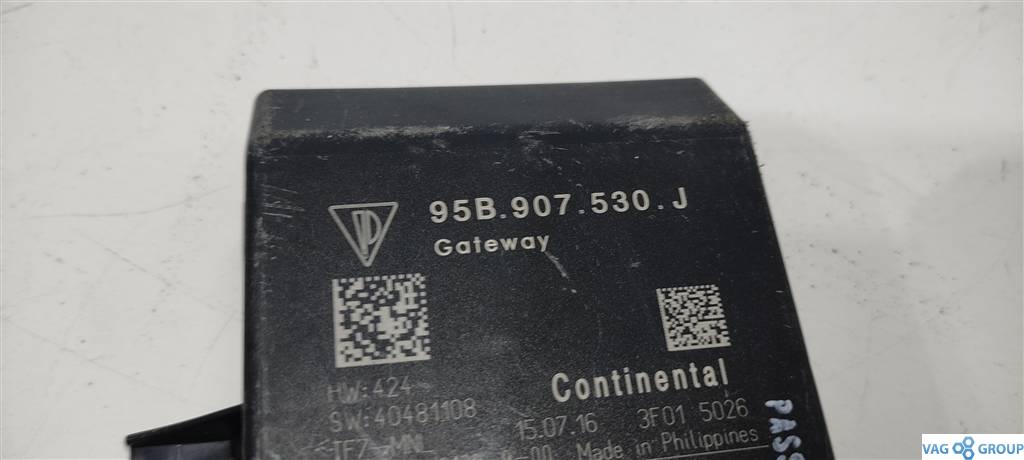 95B.907.530.J
Gateway
Continental
HW:424
SW:40481108
15.07.16 3F01 5026
Made in Philippines
PASS
VAG GROUP